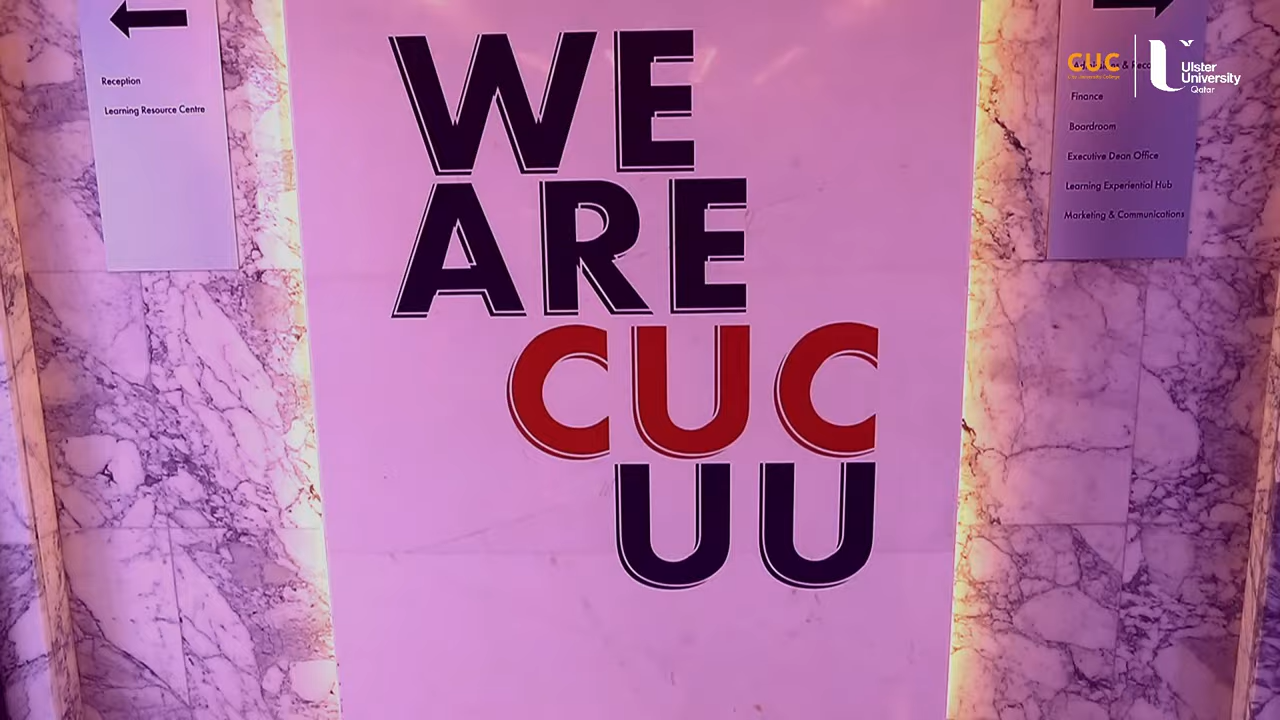 Reception
Learning Resource Centre
WE
ARE
CUC
UU
CUC
Ulster
University
Qatar
Finance
Boardroom
Executive Dean Office
Learning Experiential Hub
Marketing & Communications